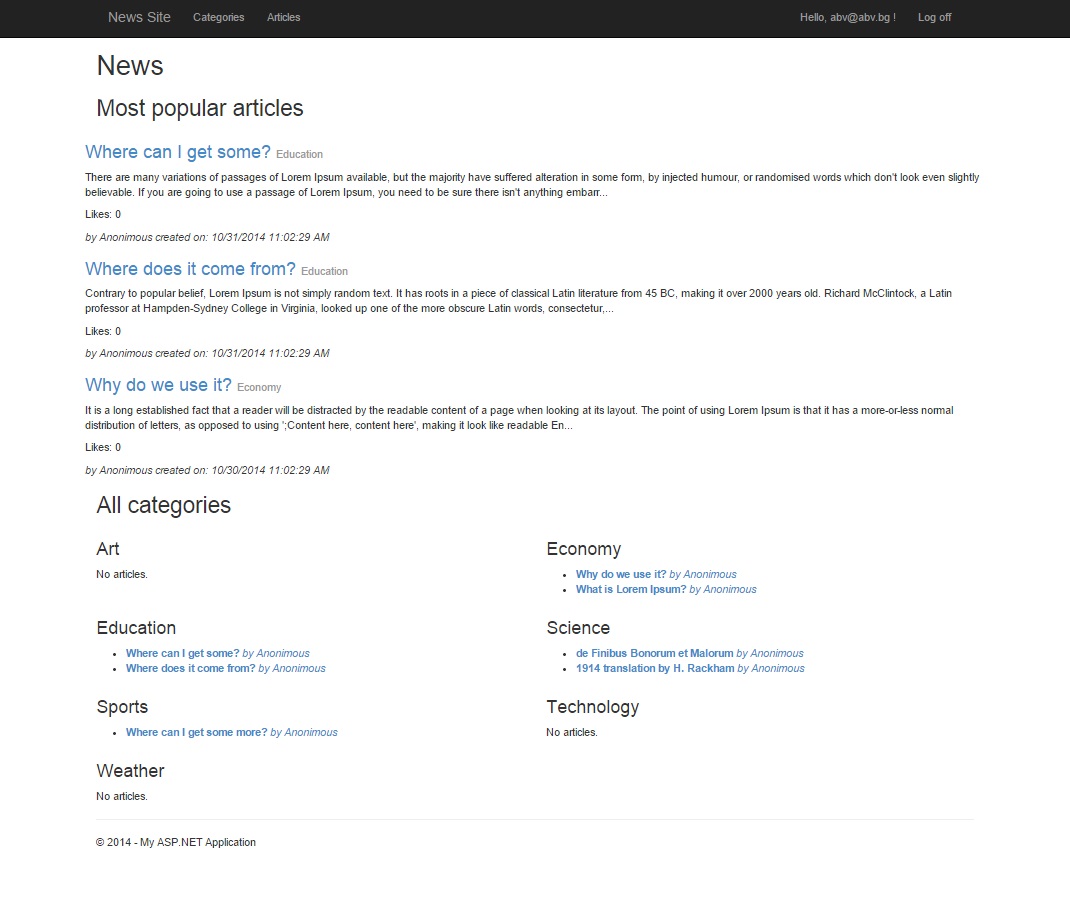 News Site Categories Articles Hello, abv@abv.bg ! Log off
News
Most popular articles
Where can I get some? Education
There are many variations of passages of Lorem Ipsum available, but the majority have suffered alteration in some form, by injected humour, or randomised words which don't look even slightly
believable. If you are going to use a passage of Lorem Ipsum, you need to be sure there isn't anything embarr...
Likes: 0
by Anonimous created on: 10/31/2014 11:02:29 AM
Where does it come from? Education
Contrary to popular belief, Lorem Ipsum is not simply random text. It has roots in a piece of classical Latin literature from 45 BC, making it over 2000 years old. Richard McClintock, a Latin
professor at Hampden-Sydney College in Virginia, looked up one of the more obscure Latin words, consectetur,...
Likes: 0
by Anonimous created on: 10/31/2014 11:02:29 AM
Why do we use it? Economy
It is a long established fact that a reader will be distracted by the readable content of a page when looking at its layout. The point of using Lorem Ipsum is that it has a more-or-less normal
distribution of letters, as opposed to using ';Content here, content here', making it look like readable En...
Likes: 0
by Anonimous created on: 10/30/2014 11:02:29 AM
All categories
Art
No articles.
Economy
• Why do we use it? by Anonimous
• What is Lorem Ipsum? by Anonimous
Education
• Where can I get some? by Anonimous
• Where does it come from? by Anonimous
Science
• de Finibus Bonorum et Malorum by Anonimous
• 1914 translation by H. Rackham by Anonimous
Sports
• Where can I get some more? by Anonimous
Technology
No articles.
Weather
No articles.
© 2014 - My ASP.NET Application